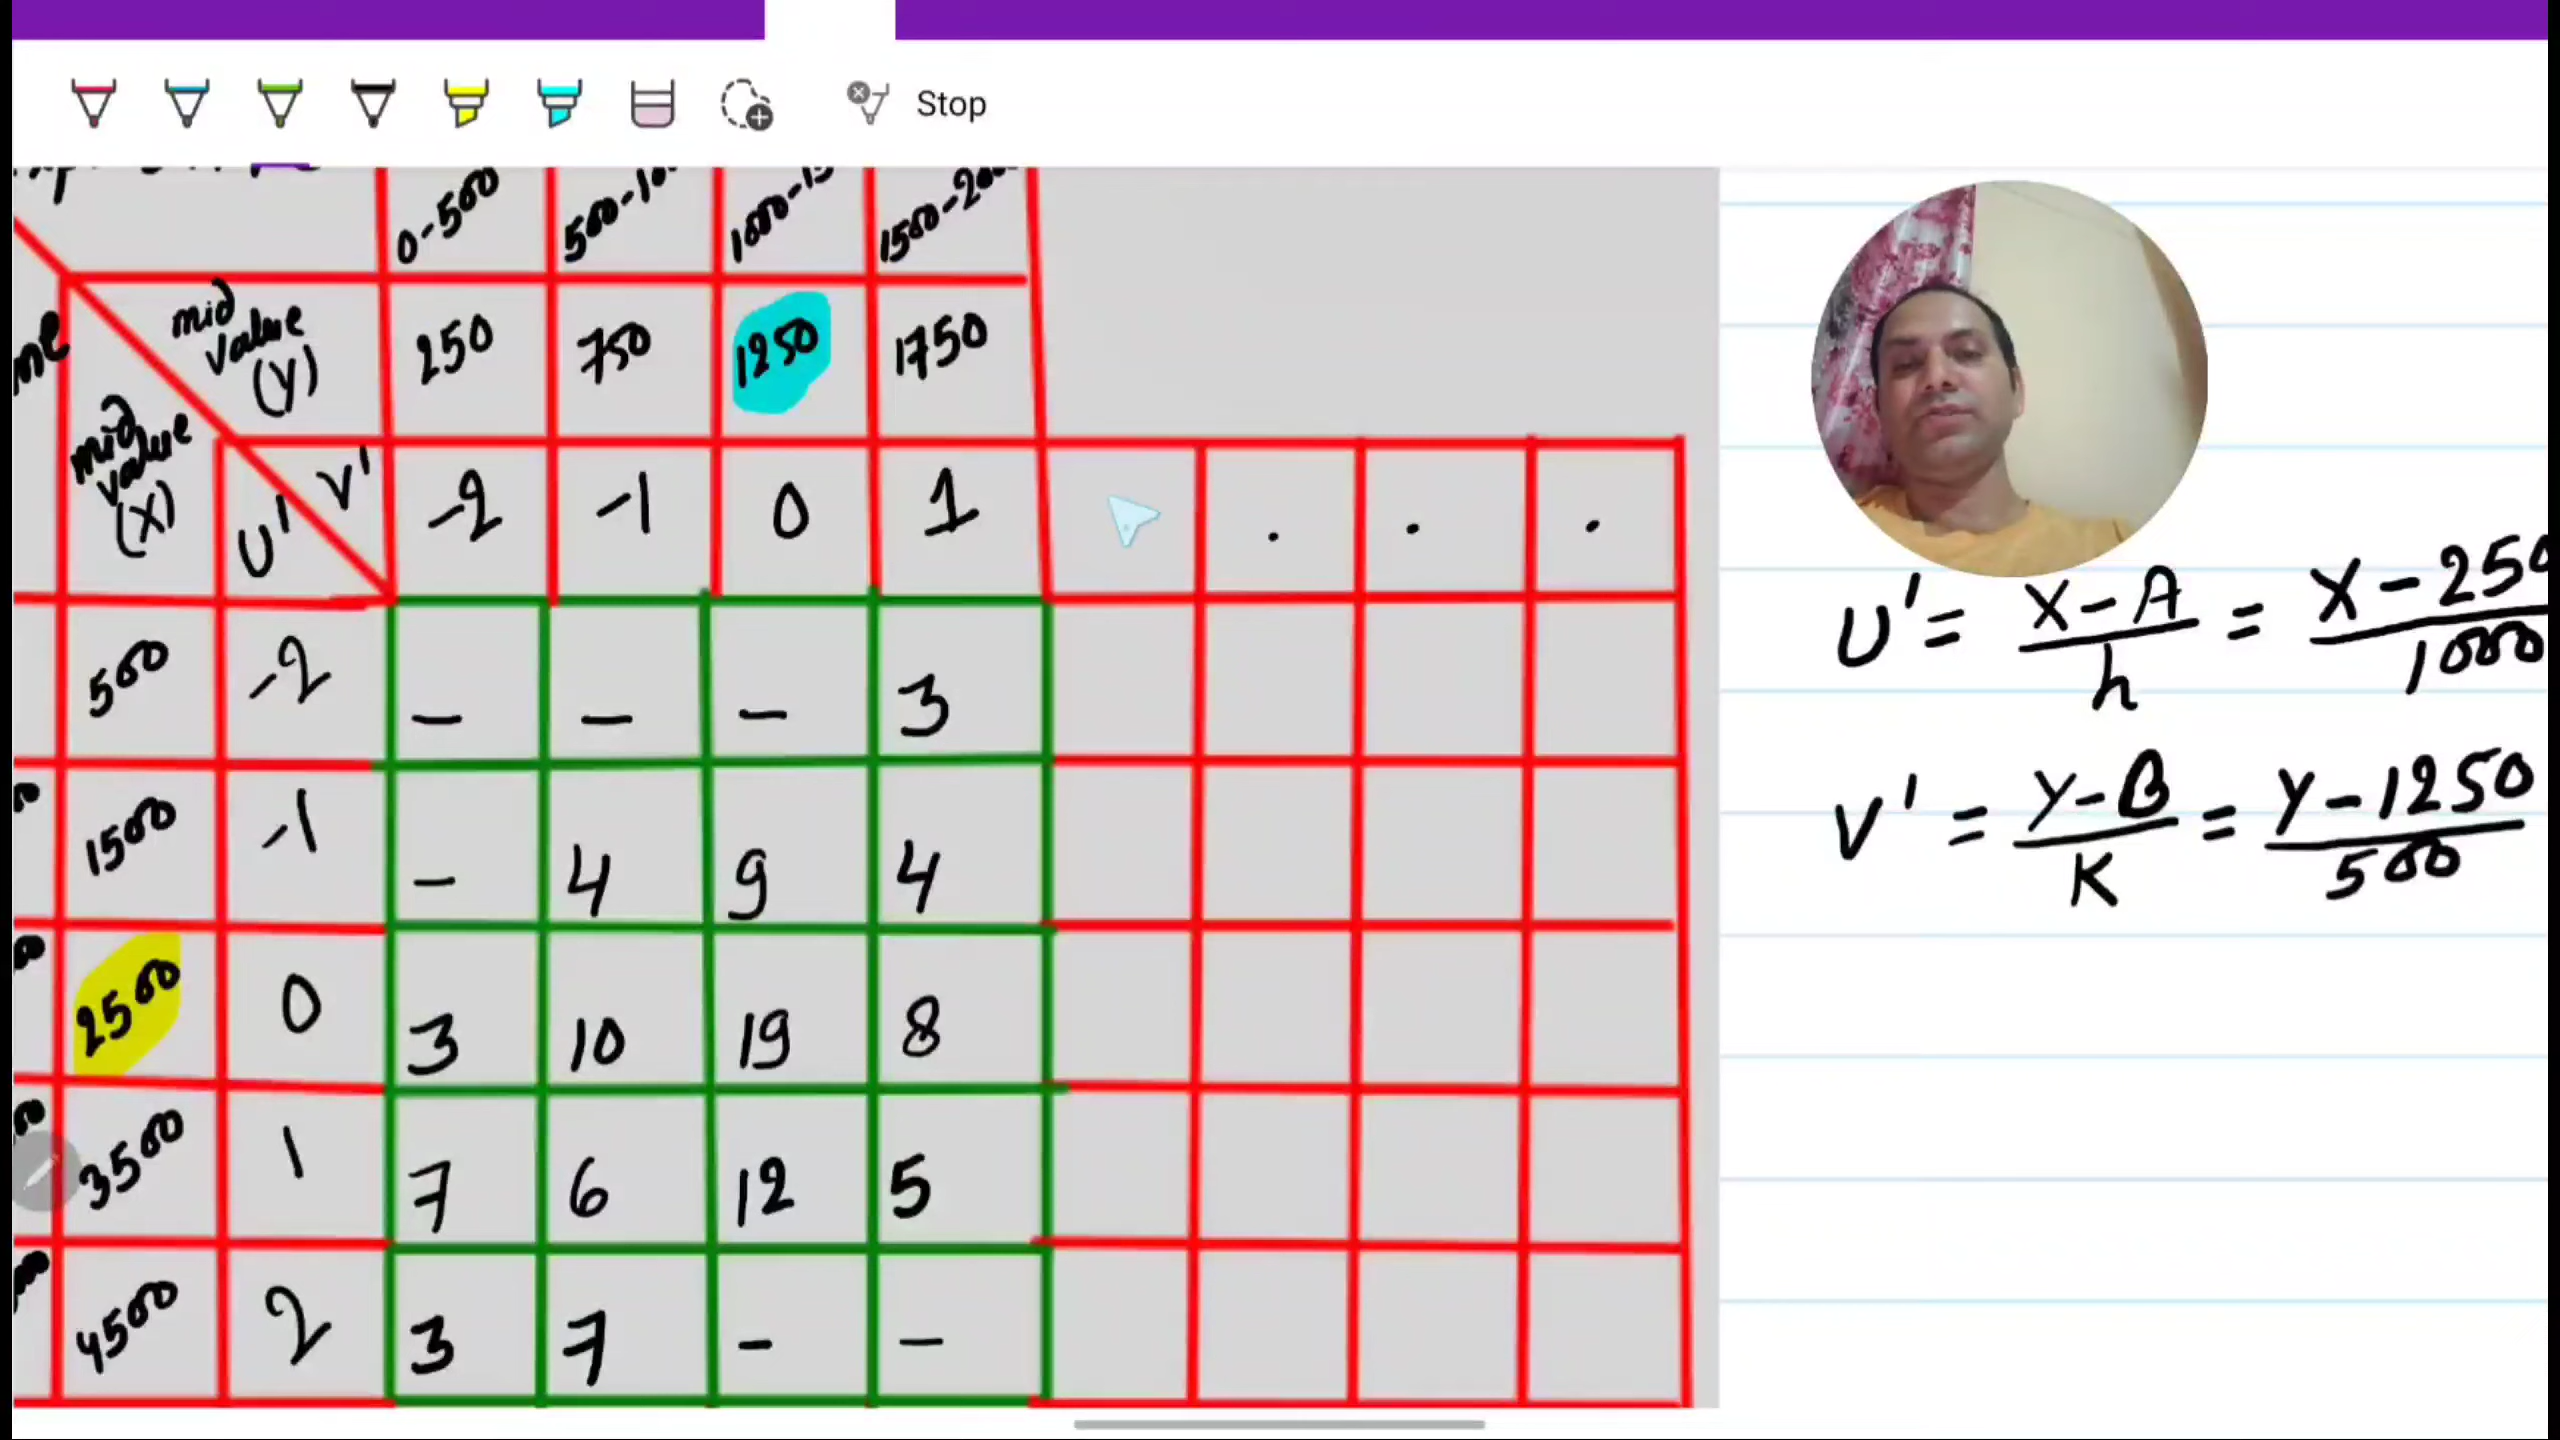 Stop
0-500
250 750 1250 1750
mid value (Y)
mid value (X)
U' V' -2 -1 0 1 . . .
500 -2 - - - 3
1500 -1 - 4 9 4
2500 0 3 10 19 8
3500 1 7 6 12 5
4500 2 3 7 - -
U' = X-A/h = X-250/1000
V' = Y-B/K = Y-1250/500